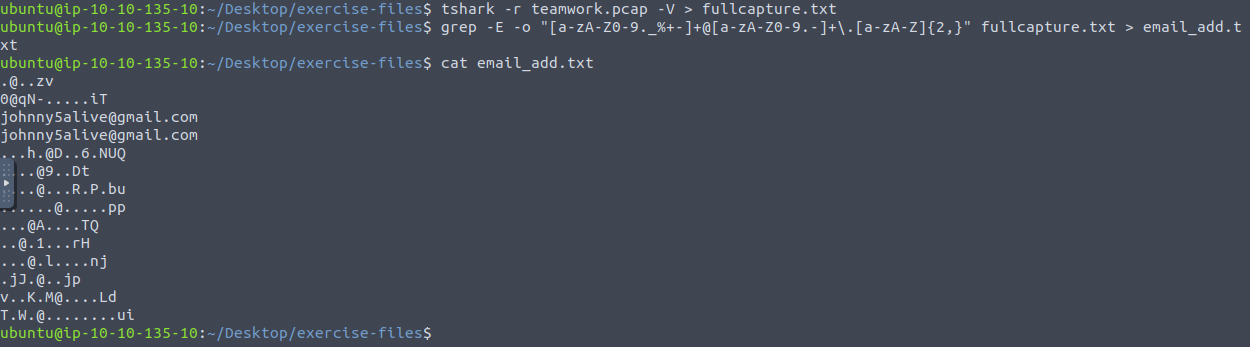 ubuntu@ip-10-10-135-10:~/Desktop/exercise-files$ tshark -r teamwork.pcap -V > fullcapture.txt
ubuntu@ip-10-10-135-10:~/Desktop/exercise-files$ grep -E -o "[a-zA-Z0-9._%+-]+@[a-zA-Z0-9.-]+\.[a-zA-Z]{2,}" fullcapture.txt > email_add.t
xt
ubuntu@ip-10-10-135-10:~/Desktop/exercise-files$ cat email_add.txt
.@..zv
0@qN-.....iT
johnny5alive@gmail.com
johnny5alive@gmail.com
...h.@D..6.NUQ
..@9..Dt
..@...R.P.bu
......@.....pp
...@A....TQ
..@.1...rH
...@.l....nj
.jJ.@..jp
v..K.M@....Ld
T.W.@........ui
ubuntu@ip-10-10-135-10:~/Desktop/exercise-files$